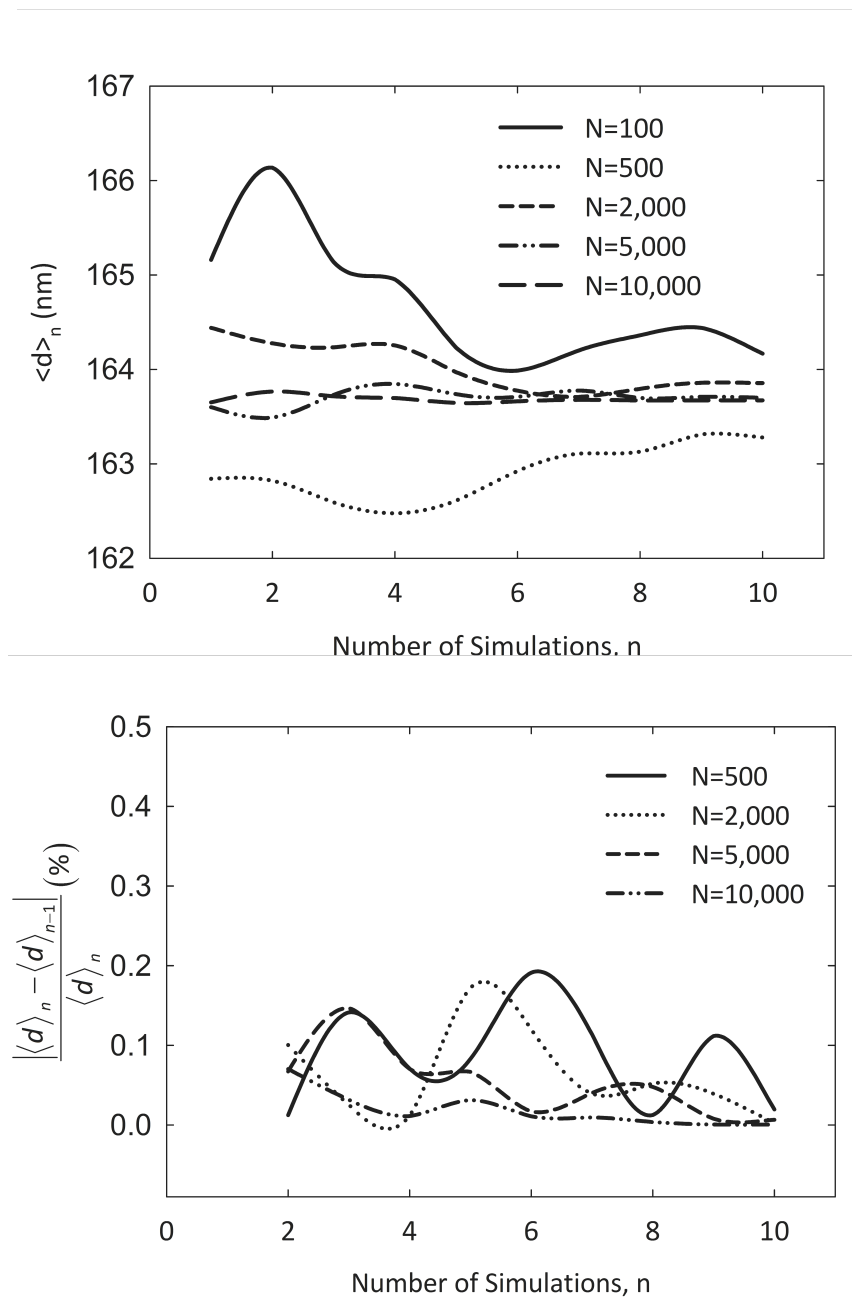 167
166
165
164
163
162
<d>n (nm)
N=100
N=500
N=2,000
N=5,000
N=10,000
0 2 4 6 8 10
Number of Simulations, n
0.5
0.4
0.3
0.2
0.1
0.0
|⟨d⟩n − ⟨d⟩n−1|
⟨d⟩n
(%)
N=500
N=2,000
N=5,000
N=10,000
0 2 4 6 8 10
Number of Simulations, n